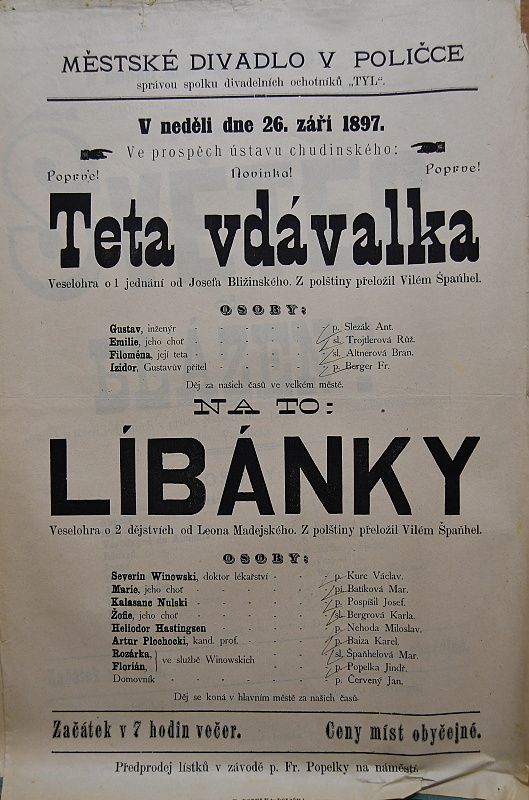 MĚSTSKÉ DIVADLO V POLIČCE
správou spolku divadelních ochotníků „TYL“.
V neděli dne 26. září 1897.
Ve prospěch ústavu chudinského:
Poprve! Novinka! Poprve!
Teta vdávalka
Veselohra o 1 jednání od Josefa Bližinského. Z polštiny přeložil Vilém Špaňhel.
OSOBY:
Gustav, inženýr - - - - - p. Slezák Ant.
Emilie, jeho choť - - - - - sl. Trojtlerová Růž.
Filoména, její teta - - - - - sl. Altnerová Bran.
Izidor, Gustavův přítel - - - - - p. Berger Fr.
Děj za našich časů ve velkém městě.
NA TO:
LÍBÁNKY
Veselohra o 2 dějstvích od Leona Madejského. Z polštiny přeložil Vilém Špaňhel.
OSOBY:
Severin Winowski, doktor lékařství - - - p. Kurc Václav.
Marie, jeho choť - - - - - pí. Batíková Mar.
Kalasanc Nulski - - - - - p. Pospíšil Josef.
Žofie, jeho choť - - - - - sl. Bergrová Karla.
Heliodor Hastingsen - - - - - p. Nehoda Miloslav.
Artur Plochocki, kand. prof. - - - - p. Baiza Karel.
Rozárka, } ve službě Winowskich - - - sl. Špaňhelová Mar.
Florián, - - - p. Popelka Jindr.
Domovník - - - - - p. Červený Jan.
Děj se koná v hlavním městě za našich časů.
Začátek v 7 hodin večer. Ceny míst obyčejné.
Předprodej lístků v závodě p. Fr. Popelky na náměstí.